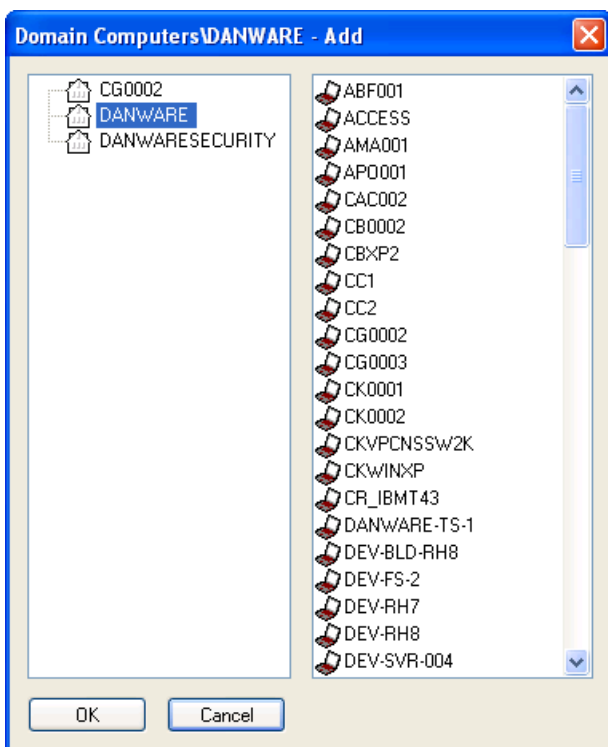 Domain Computers\DANWARE - Add
CG0002
DANWARE
DANWARESECURITY
ABF001
ACCESS
AMA001
APO001
CAC002
CB0002
CBXP2
CC1
CC2
CG0002
CG0003
CK0001
CK0002
CKVPCNSSW2K
CKWINXP
CR_IBMT43
DANWARE-TS-1
DEV-BLD-RH8
DEV-FS-2
DEV-RH7
DEV-RH8
DEV-SVR-004
OK
Cancel